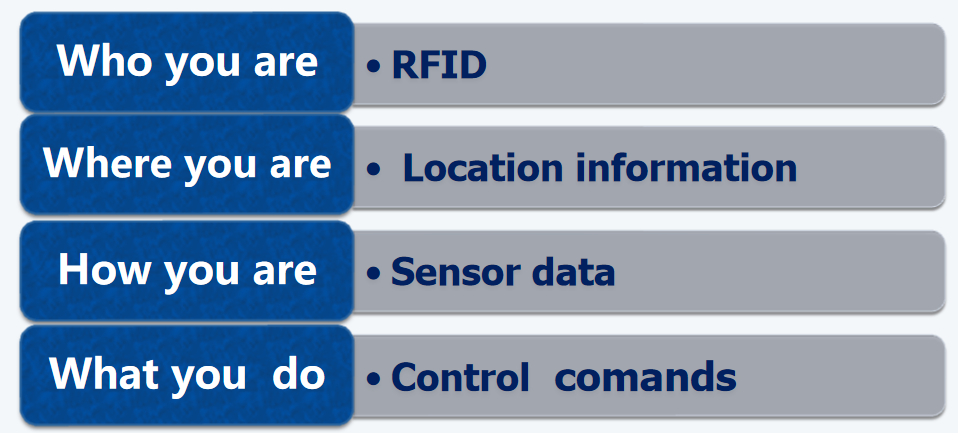 Who you are
• RFID
Where you are
• Location information
How you are
• Sensor data
What you do
• Control comands